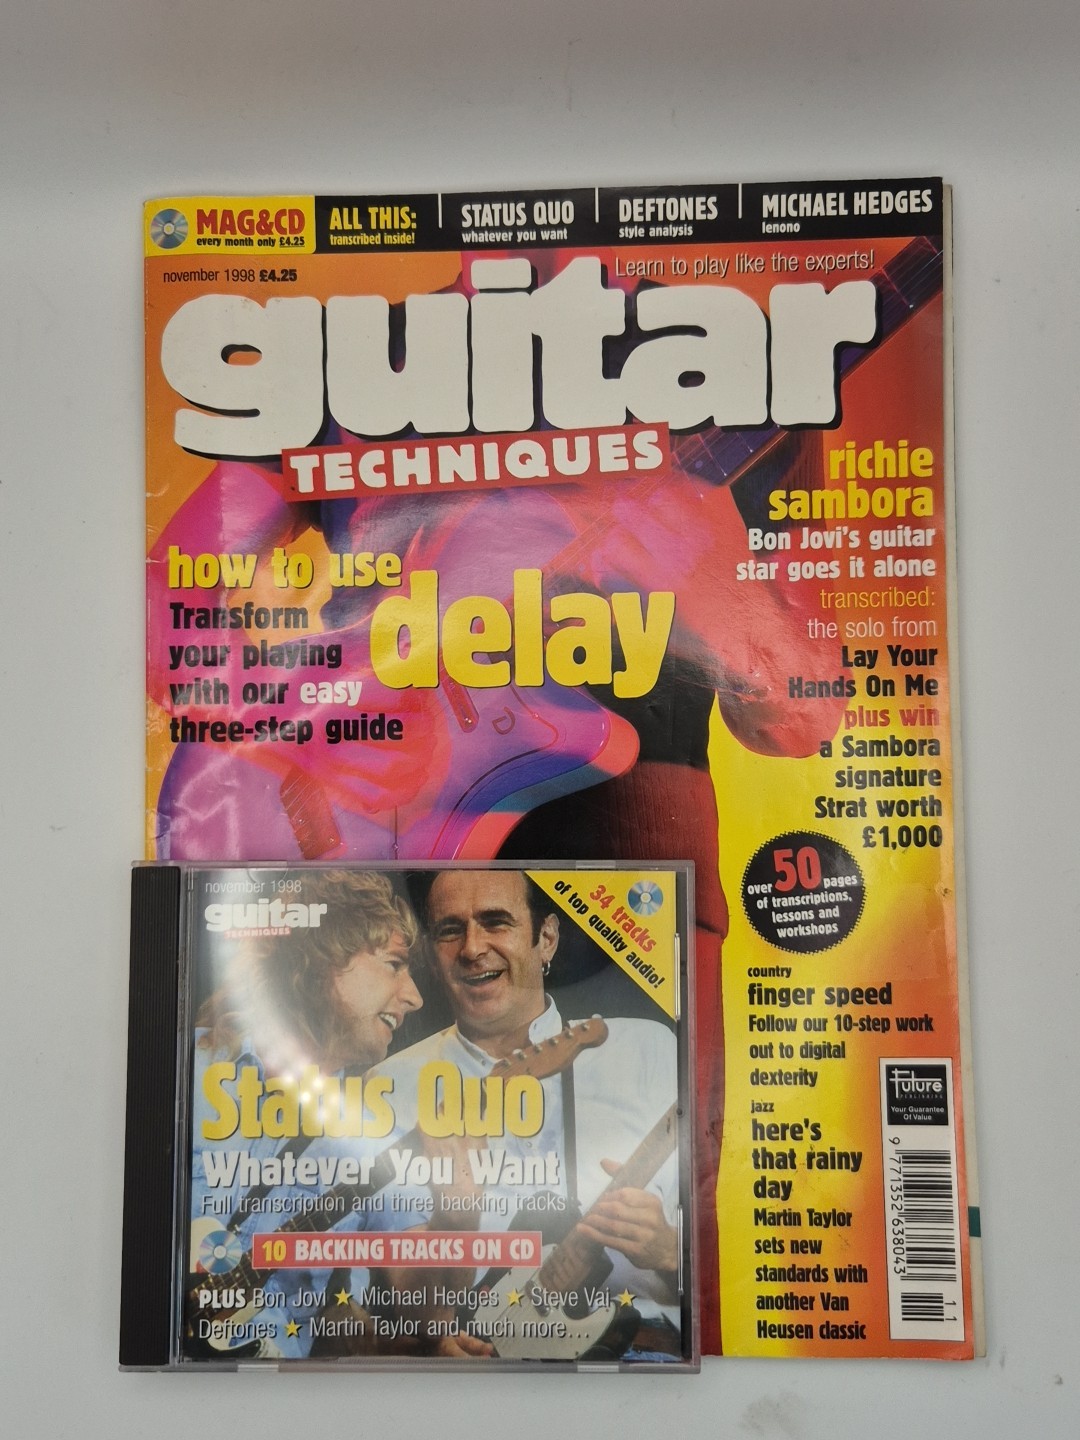 MAG&CD
every month only £4.25
ALL THIS:
transcribed inside!
STATUS QUO
whatever you want
DEFTONES
style analysis
MICHAEL HEDGES
lenono
november 1998 £4.25
Learn to play like the experts!
guitar
TECHNIQUES
richie
sambora
Bon Jovi's guitar
star goes it alone
transcribed:
the solo from
Lay Your
Hands On Me
plus win
a Sambora
signature
Strat worth
£1,000
how to use
delay
Transform
your playing
with our easy
three-step guide
over 50 pages
of transcriptions,
lessons and
workshops
country
finger speed
Follow our 10-step work
out to digital
dexterity
jazz
here's
that rainy
day
Martin Taylor
sets new
standards with
another Van
Heusen classic
Future
PUBLISHING
Your Guarantee
Of Value
9 771352 638043
11
november 1998
guitar
TECHNIQUES
34 tracks
of top quality audio!
Status Quo
Whatever You Want
Full transcription and three backing tracks
10 BACKING TRACKS ON CD
PLUS Bon Jovi ★ Michael Hedges ★ Steve Vai ★
Deftones ★ Martin Taylor and much more...